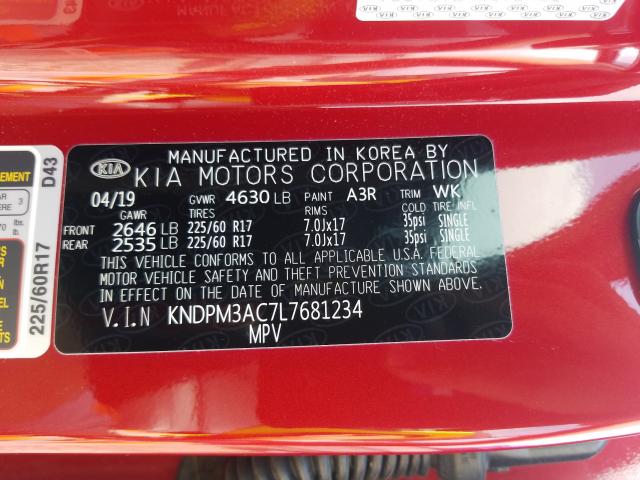 MANUFACTURED IN KOREA BY
KIA KIA MOTORS CORPORATION
04/19 GVWR 4630 LB PAINT A3R TRIM WK
GAWR TIRES RIMS COLD TIRE INFL
FRONT 2646 LB 225/60 R17 7.0Jx17 35psi SINGLE
REAR 2535 LB 225/60 R17 7.0Jx17 35psi SINGLE
THIS VEHICLE CONFORMS TO ALL APPLICABLE U.S.A. FEDERAL
MOTOR VEHICLE SAFETY AND THEFT PREVENTION STANDARDS
IN EFFECT ON THE DATE OF MANUFACTURE SHOWN ABOVE.
V.I.N KNDPM3AC7L7681234
MPV
D43
225/60R17